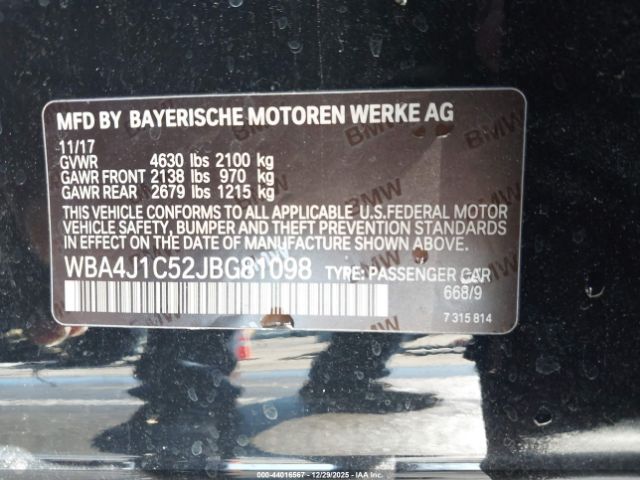 MFD BY BAYERISCHE MOTOREN WERKE AG
11/17
GVWR 4630 lbs 2100 kg
GAWR FRONT 2138 lbs 970 kg
GAWR REAR 2679 lbs 1215 kg
THIS VEHICLE CONFORMS TO ALL APPLICABLE U.S.FEDERAL MOTOR
VEHICLE SAFETY, BUMPER AND THEFT PREVENTION STANDARDS
IN EFFECT ON THE DATE OF MANUFACTURE SHOWN ABOVE.
WBA4J1C52JBG81098 TYPE: PASSENGER CAR
668/9
7 315 814
000-44016567 - 12/29/2025 - IAA Inc.